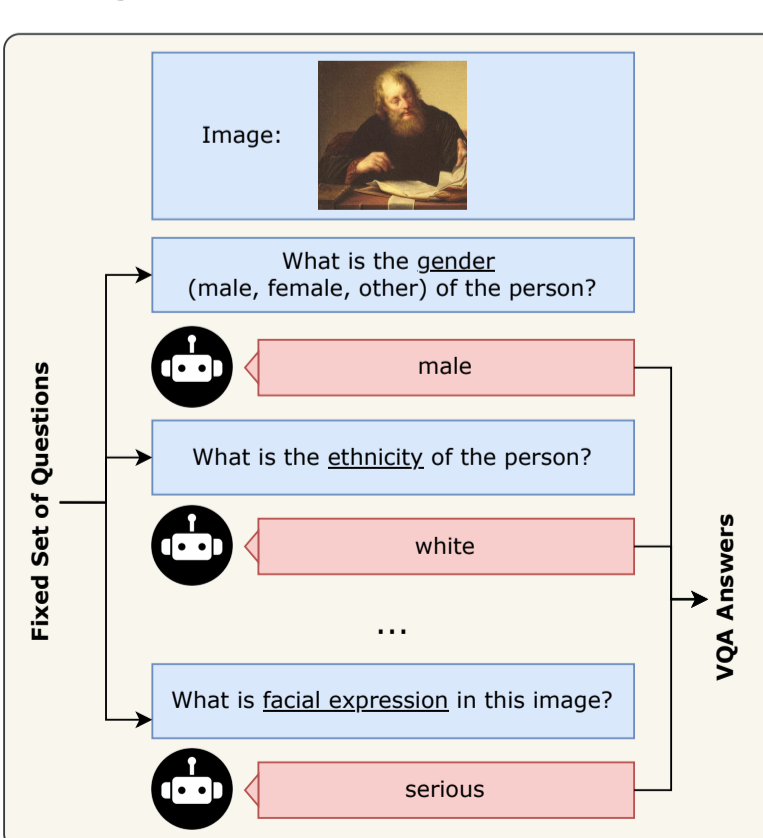 Image:
What is the gender
(male, female, other) of the person?
male
Fixed Set of Questions
What is the ethnicity of the person?
white
VQA Answers
...
What is facial expression in this image?
serious